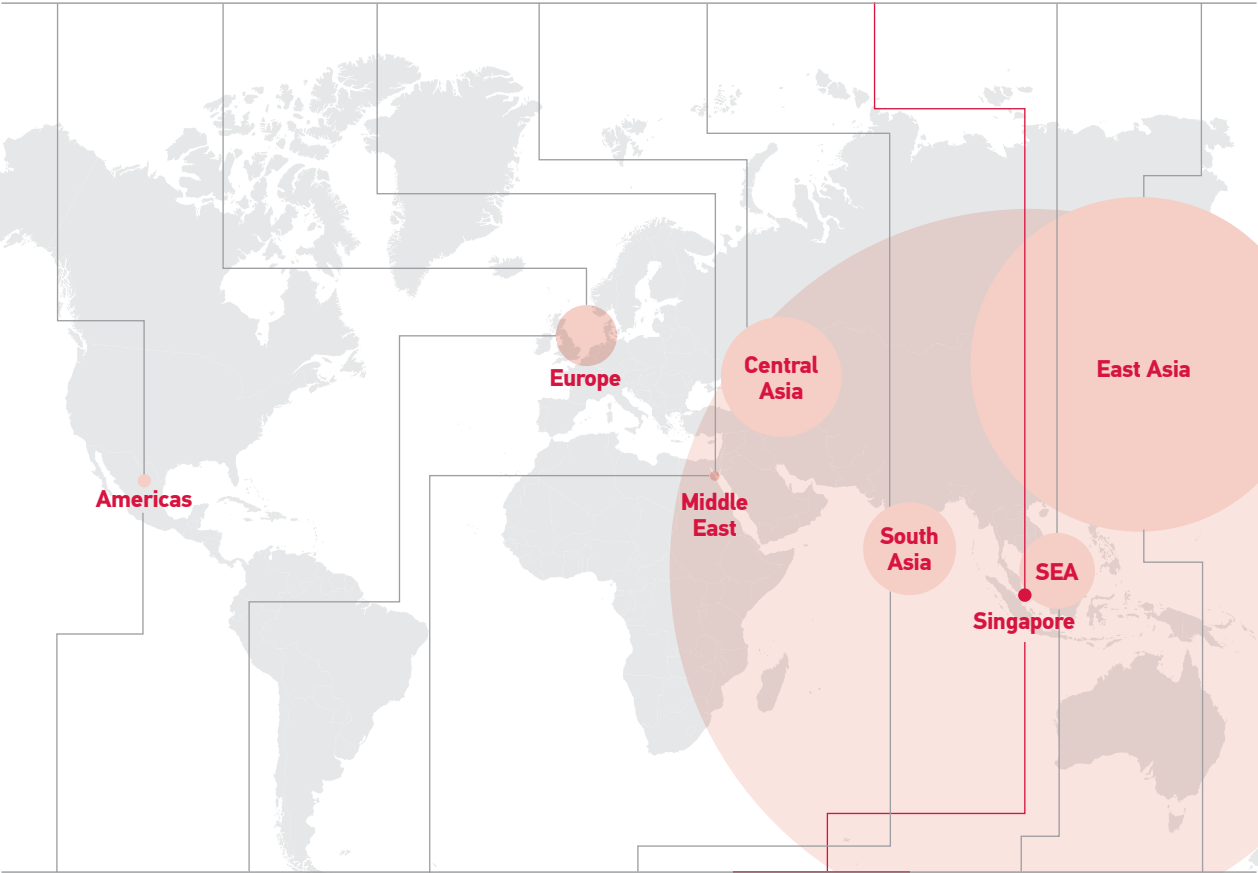 Europe
Central
Asia
East Asia
Americas
Middle
East
South
Asia
SEA
Singapore